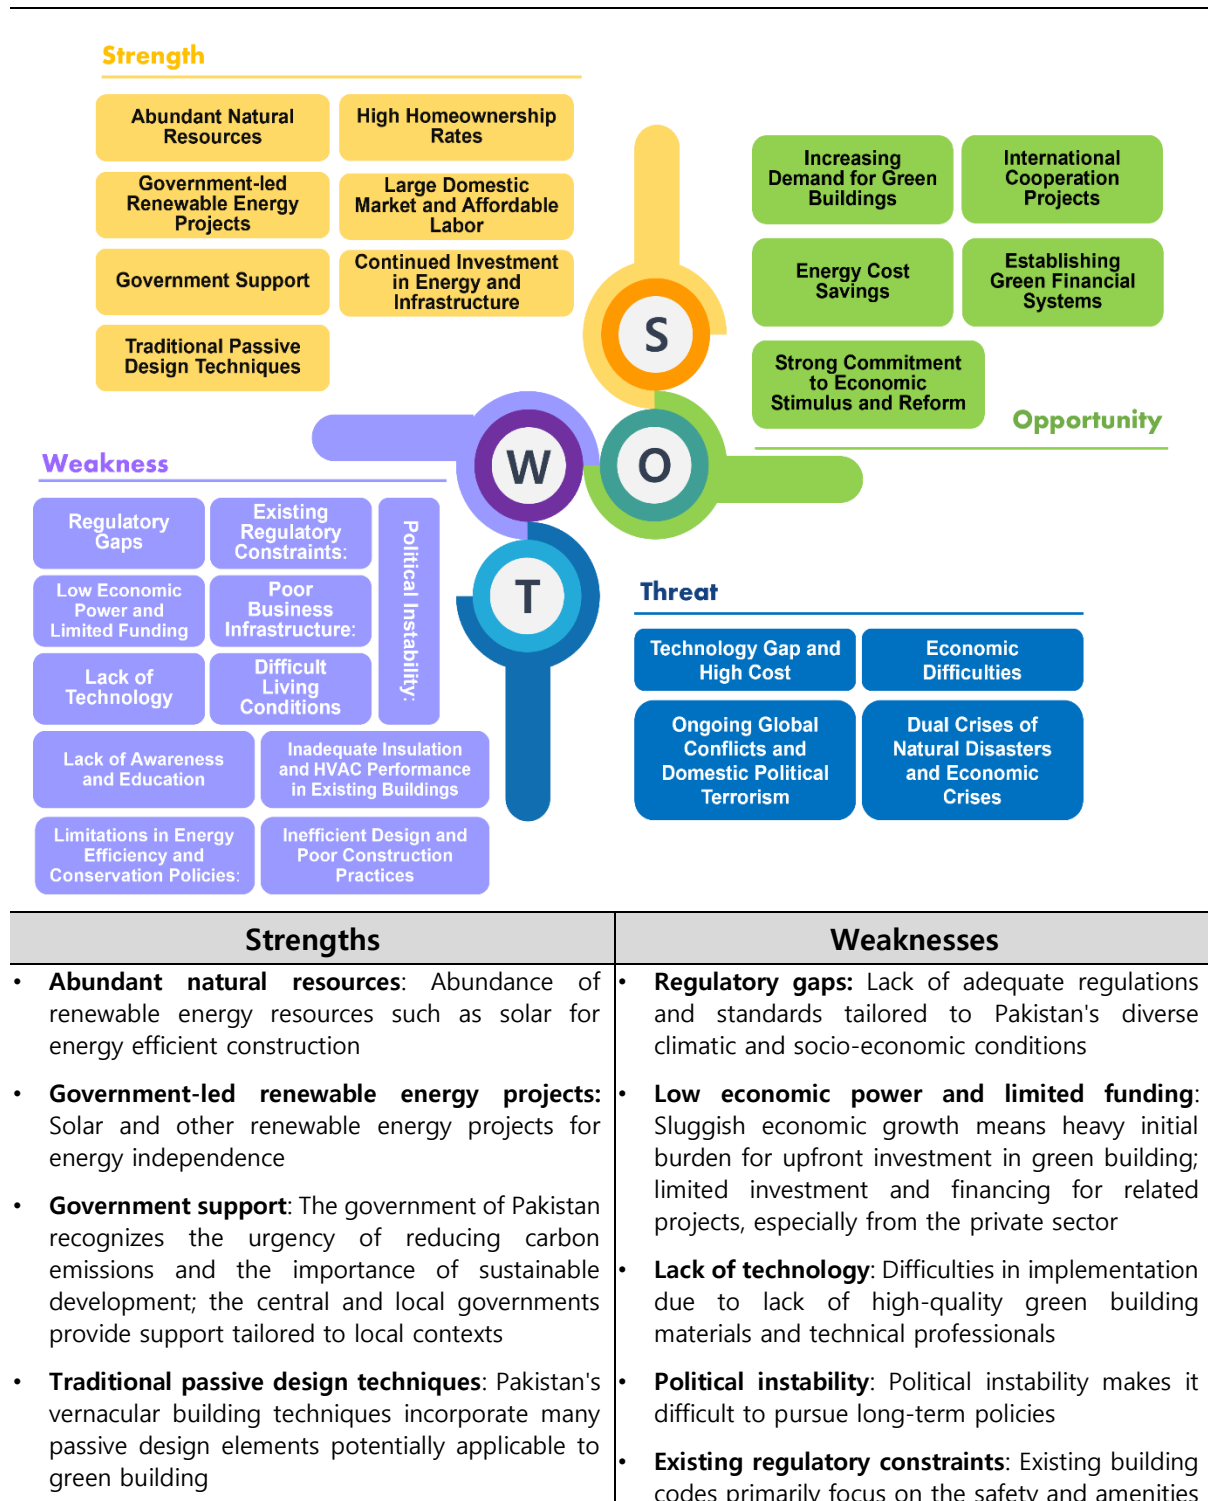 Strength
Abundant Natural
Resources
High Homeownership
Rates
Government-led
Renewable Energy
Projects
Large Domestic
Market and Affordable
Labor
Government Support
Continued Investment
in Energy and
Infrastructure
Traditional Passive
Design Techniques
Increasing
Demand for Green
Buildings
International
Cooperation
Projects
Energy Cost
Savings
Establishing
Green Financial
Systems
Strong Commitment
to Economic
Stimulus and Reform
Opportunity
S
W
O
T
Weakness
Regulatory
Gaps
Existing
Regulatory
Constraints:
Political Instability:
Low Economic
Power and
Limited Funding
Poor
Business
Infrastructure:
Lack of
Technology
Difficult
Living
Conditions
Lack of Awareness
and Education
Inadequate Insulation
and HVAC Performance
in Existing Buildings
Limitations in Energy
Efficiency and
Conservation Policies:
Inefficient Design and
Poor Construction
Practices
Threat
Technology Gap and
High Cost
Economic
Difficulties
Ongoing Global
Conflicts and
Domestic Political
Terrorism
Dual Crises of
Natural Disasters
and Economic
Crises
Strengths
• Abundant natural resources: Abundance of
renewable energy resources such as solar for
energy efficient construction
• Government-led renewable energy projects:
Solar and other renewable energy projects for
energy independence
• Government support: The government of Pakistan
recognizes the urgency of reducing carbon
emissions and the importance of sustainable
development; the central and local governments
provide support tailored to local contexts
• Traditional passive design techniques: Pakistan's
vernacular building techniques incorporate many
passive design elements potentially applicable to
green building
Weaknesses
• Regulatory gaps: Lack of adequate regulations
and standards tailored to Pakistan's diverse
climatic and socio-economic conditions
• Low economic power and limited funding:
Sluggish economic growth means heavy initial
burden for upfront investment in green building;
limited investment and financing for related
projects, especially from the private sector
• Lack of technology: Difficulties in implementation
due to lack of high-quality green building
materials and technical professionals
• Political instability: Political instability makes it
difficult to pursue long-term policies
• Existing regulatory constraints: Existing building
codes primarily focus on the safety and amenities